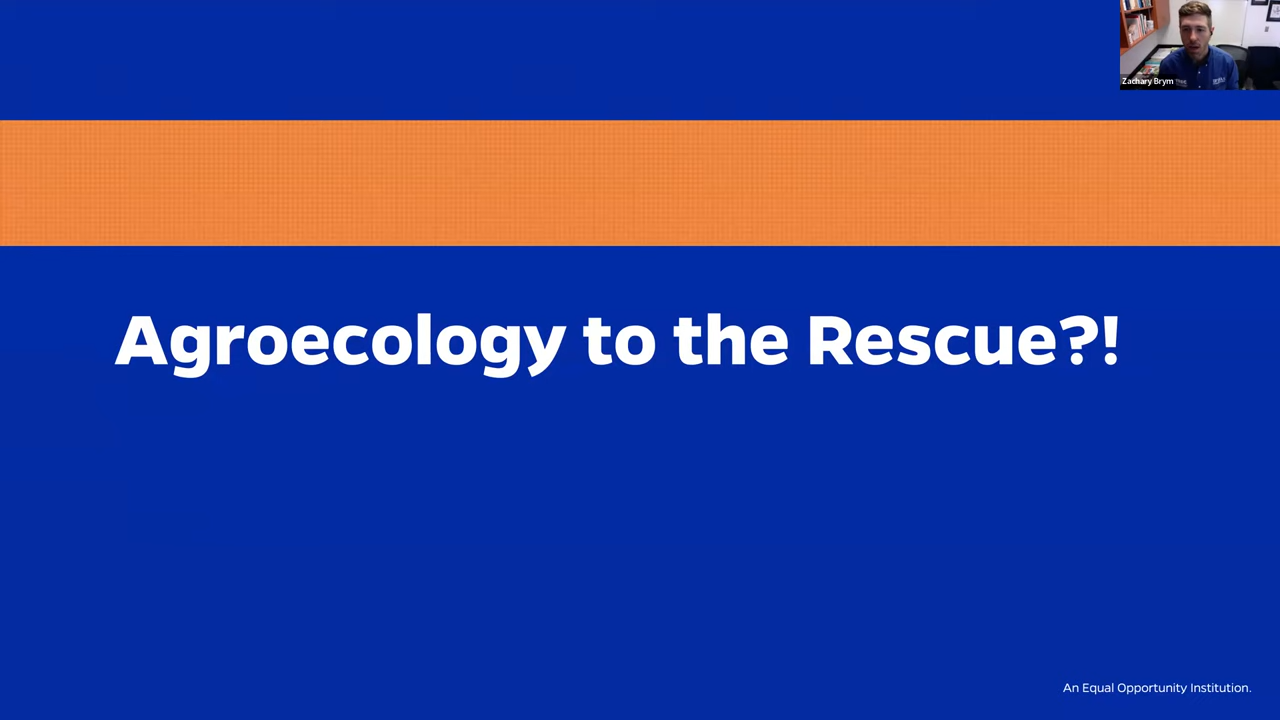 Zachary Brym
Agroecology to the Rescue?!
An Equal Opportunity Institution.